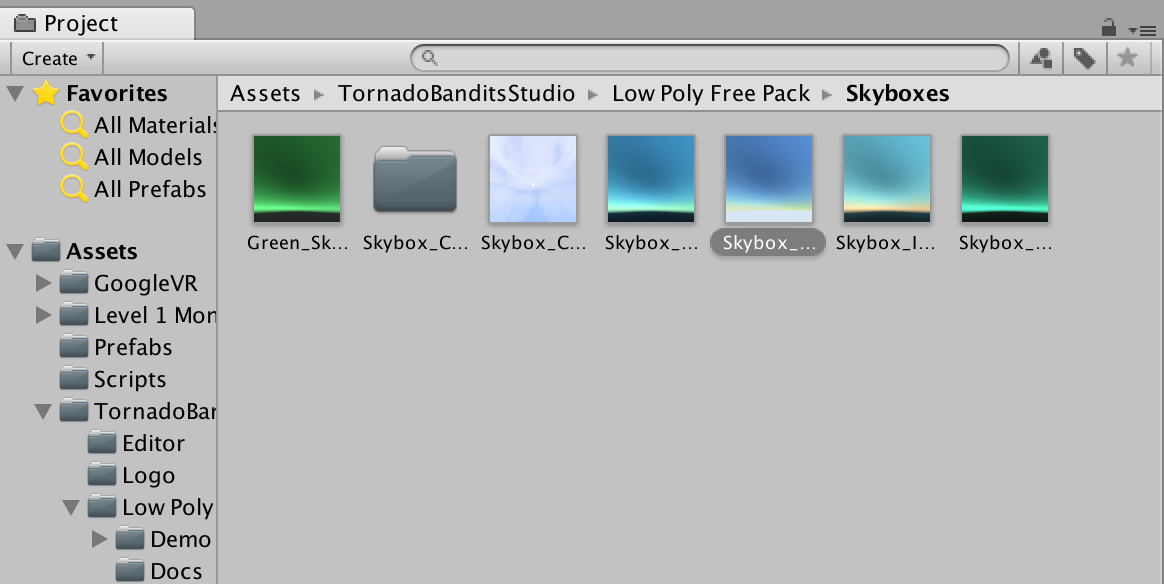 Project
Create
Favorites
All Materials
All Models
All Prefabs
Assets
GoogleVR
Level 1 Mon
Prefabs
Scripts
TornadoBar
Editor
Logo
Low Poly
Demo
Docs
Assets TornadoBanditsStudio Low Poly Free Pack Skyboxes
Green_Sk... Skybox_C... Skybox_C... Skybox_... Skybox_... Skybox_I... Skybox_...